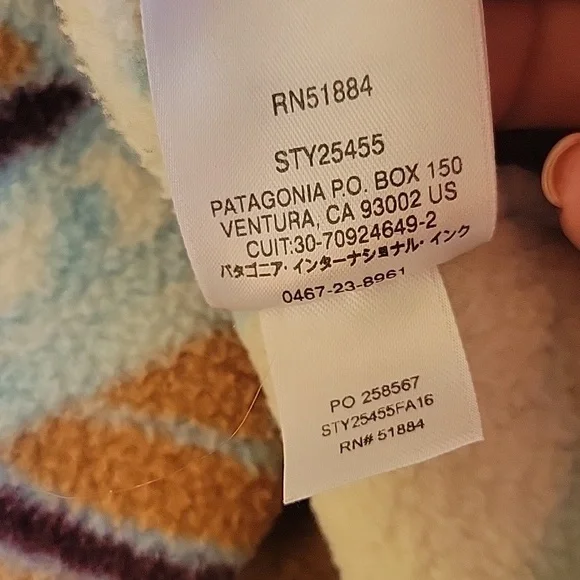 RN51884
STY25455
PATAGONIA P.O. BOX 150
VENTURA, CA 93002 US
CUIT:30-70924649-2
パタゴニア・インターナショナル・インク
0467-23-8961
PO 258567
STY25455FA16
RN# 51884